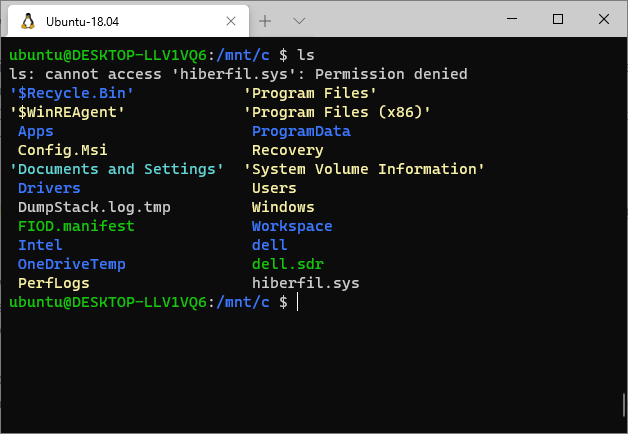 Ubuntu-18.04
ubuntu@DESKTOP-LLV1VQ6:/mnt/c $ ls
ls: cannot access 'hiberfil.sys': Permission denied
'$Recycle.Bin' 'Program Files'
'$WinREAgent' 'Program Files (x86)'
Apps ProgramData
Config.Msi Recovery
'Documents and Settings' 'System Volume Information'
Drivers Users
DumpStack.log.tmp Windows
FIOD.manifest Workspace
Intel dell
OneDriveTemp dell.sdr
PerfLogs hiberfil.sys
ubuntu@DESKTOP-LLV1VQ6:/mnt/c $